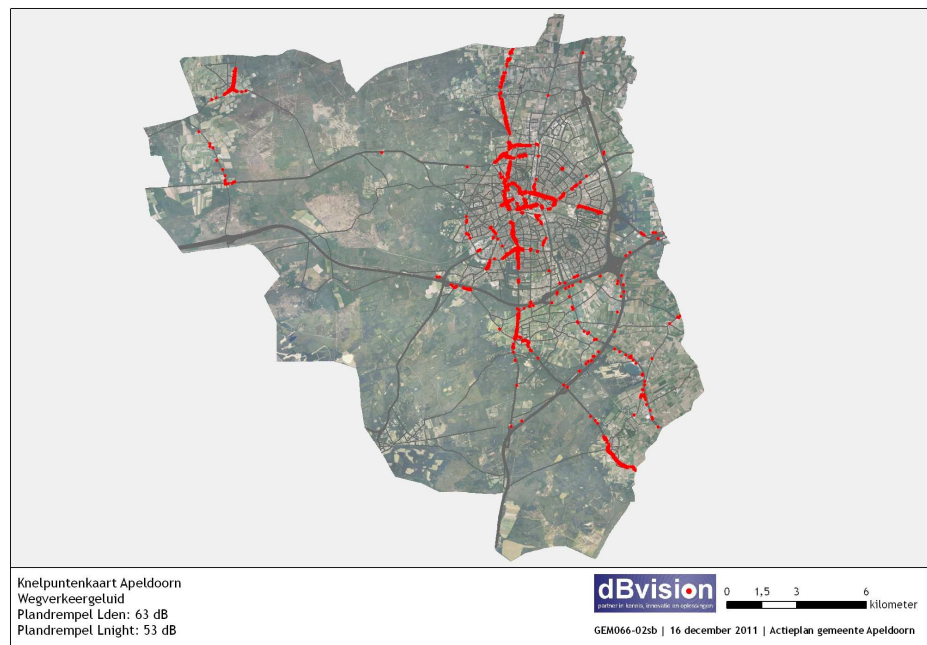 Knelpuntenkaart Apeldoorn
Wegverkeergeluid
Plandrempel Lden: 63 dB
Plandrempel Lnight: 53 dB
dBvision
partner in kennis, innovatie en oplossingen
0 1,5 3 6
kilometer
GEM066-02sb | 16 december 2011 | Actieplan gemeente Apeldoorn